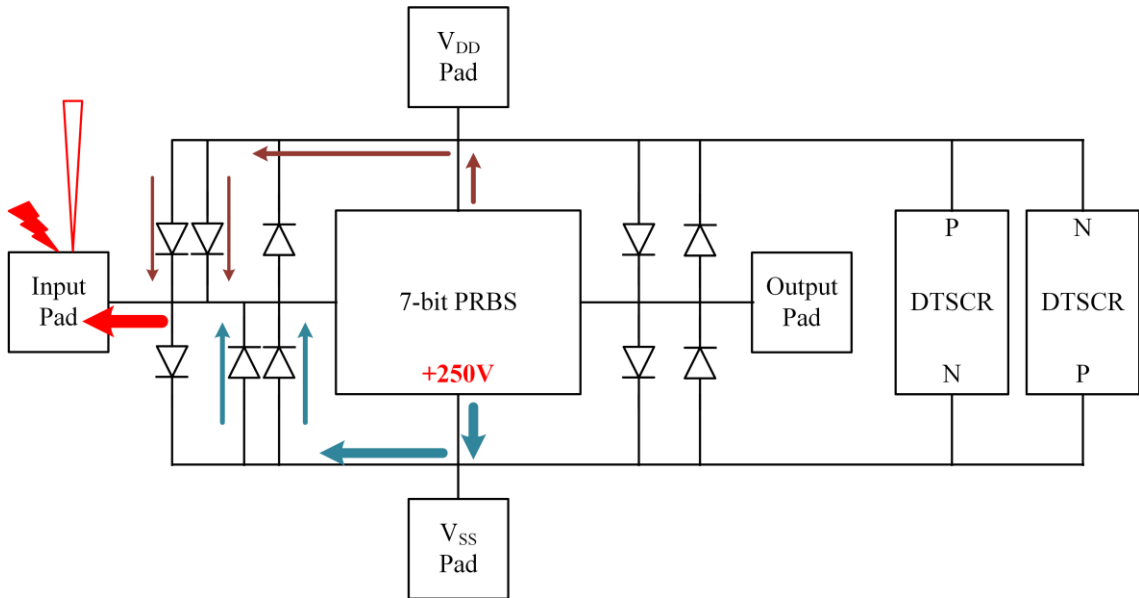 V_DD
Pad
Input
Pad
7-bit PRBS
+250V
Output
Pad
P
DTSCR
N
N
DTSCR
P
V_SS
Pad